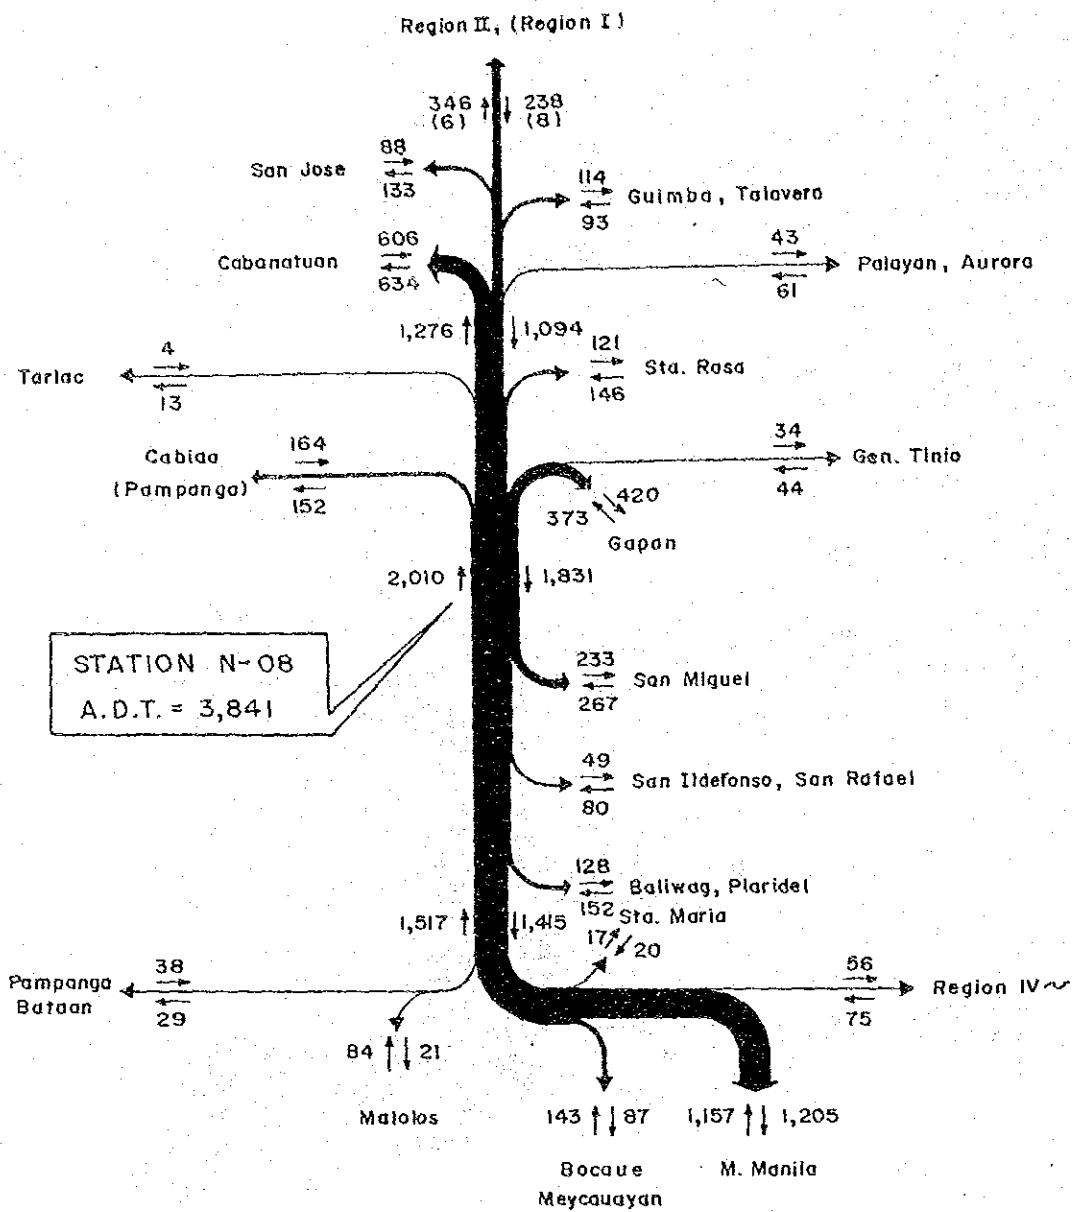 Region II, (Region I)
346 238
(6) (8)
88
San Jose
133
114
Guimba, Talavera
93
606
Cabanatuan
634
43
Palayan, Aurora
61
1,276 1,094
4
Tarlac
13
121
Sta. Rosa
146
164
Cabiao
(Pampanga)
152
34
Gen. Tinio
44
420
373
Gapan
2,010 1,831
STATION N-08
A.D.T. = 3,841
233
San Miguel
267
49
San Ildefonso, San Rafael
80
128
Baliwag, Plaridel
152
Sta. Maria
17 20
1,517 1,415
38
Pampanga
Bataan
29
56
Region IV
75
84 21
Malolos
143 87
Bocaue
Meycauayan
1,157 1,205
M. Manila